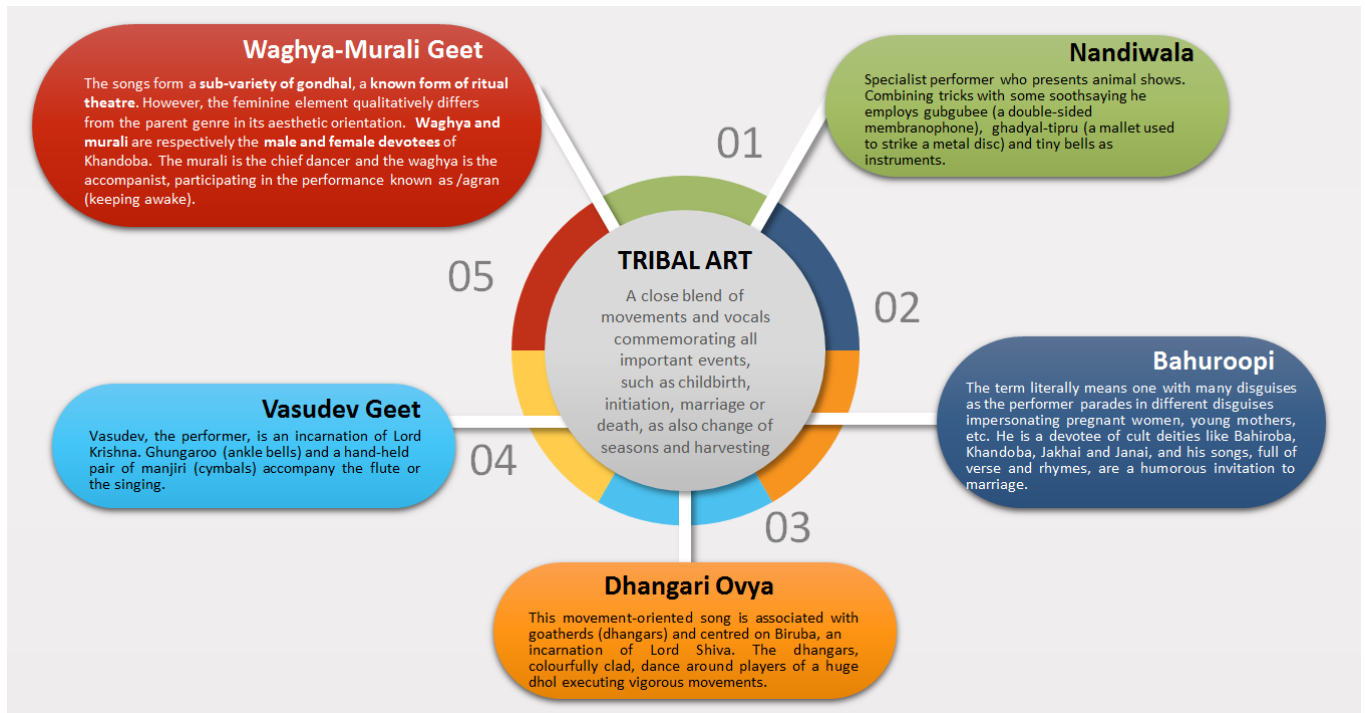 Waghya-Murali Geet
The songs form a sub-variety of gondhal, a known form of ritual
theatre. However, the feminine element qualitatively differs
from the parent genre in its aesthetic orientation. Waghya and
murali are respectively the male and female devotees of
Khandoba. The murali is the chief dancer and the waghya is the
accompanist, participating in the performance known as /agran
(keeping awake).
Nandiwala
Specialist performer who presents animal shows.
Combining tricks with some soothsaying he
employs gubgubee (a double-sided
membranophone), ghadyal-tipru (a mallet used
to strike a metal disc) and tiny bells as
instruments.
01
02
03
04
05
TRIBAL ART
A close blend of
movements and vocals
commemorating all
important events,
such as childbirth,
initiation, marriage or
death, as also change of
seasons and harvesting
Bahuroopi
The term literally means one with many disguises
as the performer parades in different disguises
impersonating pregnant women, young mothers,
etc. He is a devotee of cult deities like Bahiroba,
Khandoba, Jakhai and Janai, and his songs, full of
verse and rhymes, are a humorous invitation to
marriage.
Vasudev Geet
Vasudev, the performer, is an incarnation of Lord
Krishna. Ghungaroo (ankle bells) and a hand-held
pair of manjiri (cymbals) accompany the flute or
the singing.
Dhangari Ovya
This movement-oriented song is associated with
goatherds (dhangars) and centred on Biruba, an
incarnation of Lord Shiva. The dhangars,
colourfully clad, dance around players of a huge
dhol executing vigorous movements.